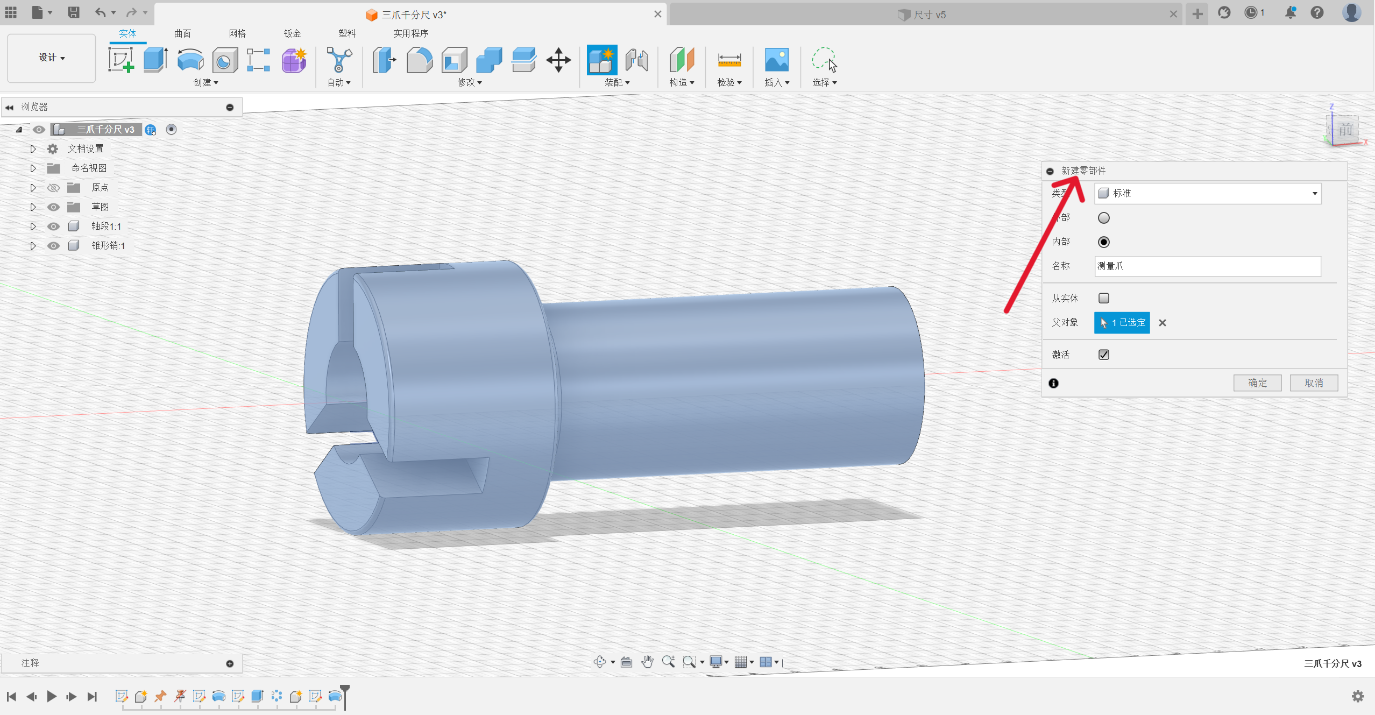 三爪千分尺 v3*
尺寸 v5
1
设计
实体 曲面 网格 钣金 塑料 实用程序
创建 自动 修改 装配 构造 检验 插入 选择
浏览器
三爪千分尺 v3
文档设置
命名视图
原点
草图
轴段1:1
锥形销:1
Z
前
X
新建零部件
标准
内部
名称 测量爪
从实体
父对象 1 已选定
激活
确定 取消
注释
三爪千分尺 v3